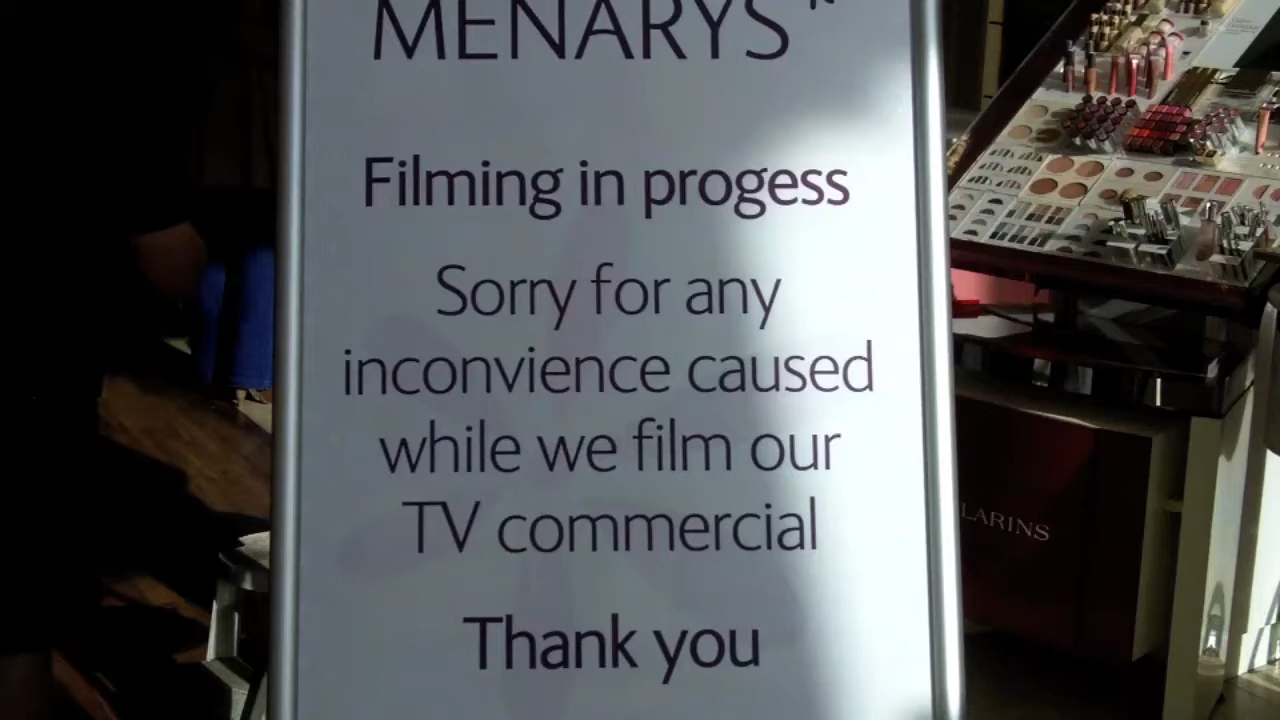 MENARYS
Filming in progess
Sorry for any
inconvience caused
while we film our
TV commercial
Thank you
LARINS